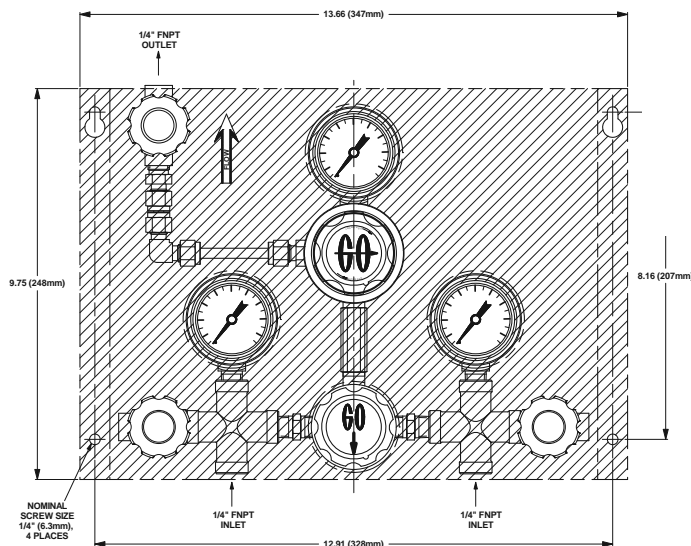 13.66 (347mm)
1/4" FNPT
OUTLET
FLOW
GO
9.75 (248mm)
8.16 (207mm)
GO
NOMINAL
SCREW SIZE
1/4" (6.3mm),
4 PLACES
1/4" FNPT
INLET
1/4" FNPT
INLET
12.91 (328mm)